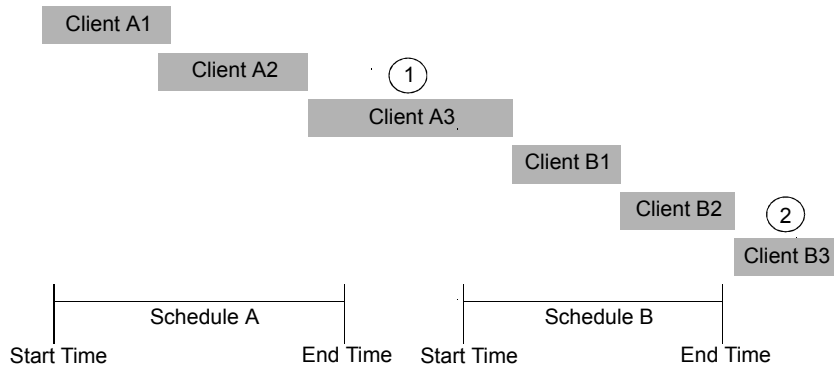 Client A1
Client A2
1
Client A3
Client B1
Client B2
2
Client B3
Schedule A
Schedule B
Start Time
End Time
Start Time
End Time